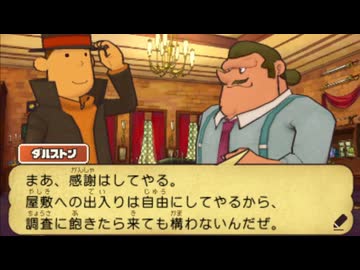 ダルストン
まあ、感謝はしてやる。
屋敷への出入りは自由にしてやるから、
調査に飽きたら来ても構わないんだぜ。